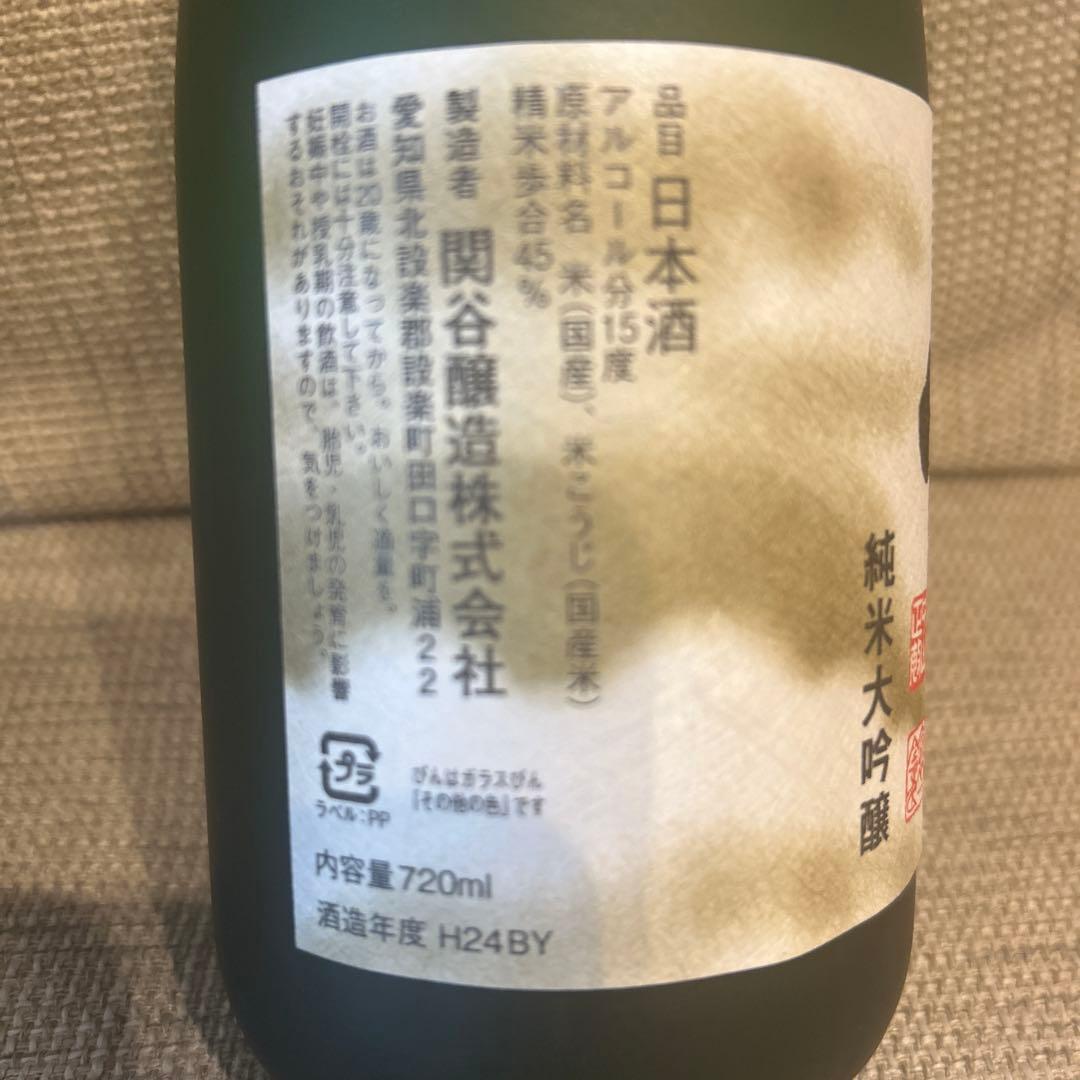 純米大吟醸
品目 日本酒
アルコール分15度
原材料名 米(国産)、米こうじ(国産米)
精米歩合45%
製造者 関谷醸造株式会社
愛知県北設楽郡設楽町田口字町浦22
お酒は20歳になってから。おいしく適量を。
開栓には十分注意して下さい。
妊娠中や授乳期の飲酒は、胎児・乳児の発育に影響
するおそれがありますので、気をつけましょう。
プラ
ラベル:PP
びんはガラスびん
「その他の色」です
内容量720ml
酒造年度 H24BY